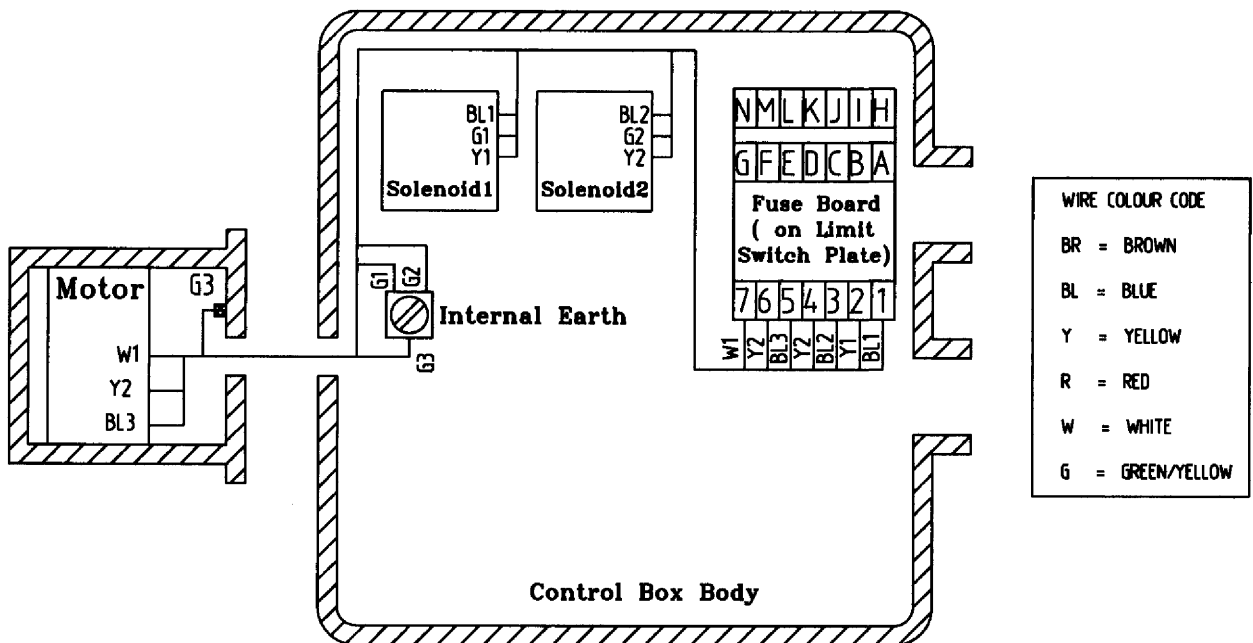 BL1
G1
Y1
Solenoid1
BL2
G2
Y2
Solenoid2
N M L K J I H
G F E D C B A
Fuse Board
( on Limit
Switch Plate)
7 6 5 4 3 2 1
W1 Y2 BL3 Y2 BL2 Y1 BL1
Motor
G3
W1
Y2
BL3
G1 G2
Internal Earth
G3
Control Box Body
WIRE COLOUR CODE
BR = BROWN
BL = BLUE
Y = YELLOW
R = RED
W = WHITE
G = GREEN/YELLOW